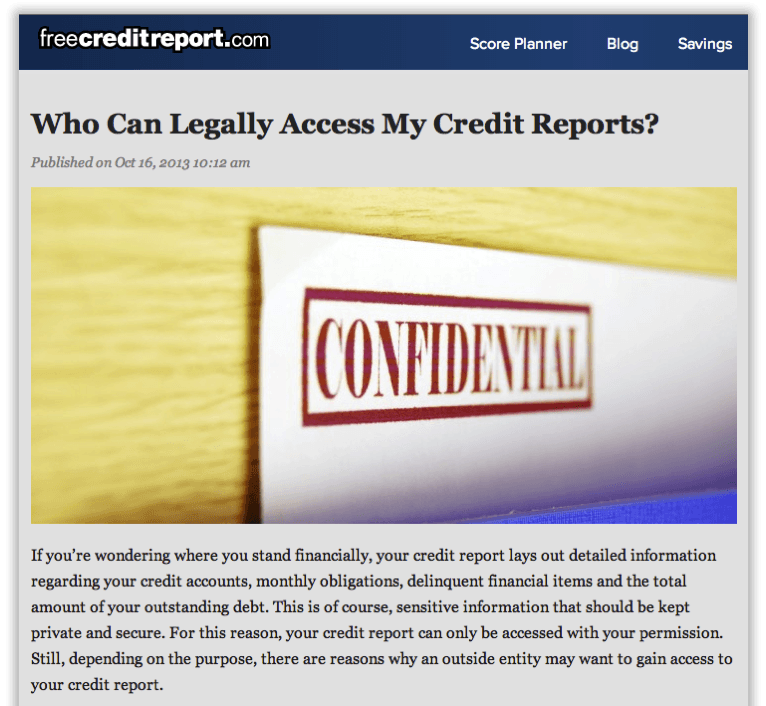 freecreditreport.com
Score Planner Blog Savings
Who Can Legally Access My Credit Reports?
Published on Oct 16, 2013 10:12 am
CONFIDENTIAL
If you’re wondering where you stand financially, your credit report lays out detailed information
regarding your credit accounts, monthly obligations, delinquent financial items and the total
amount of your outstanding debt. This is of course, sensitive information that should be kept
private and secure. For this reason, your credit report can only be accessed with your permission.
Still, depending on the purpose, there are reasons why an outside entity may want to gain access to
your credit report.